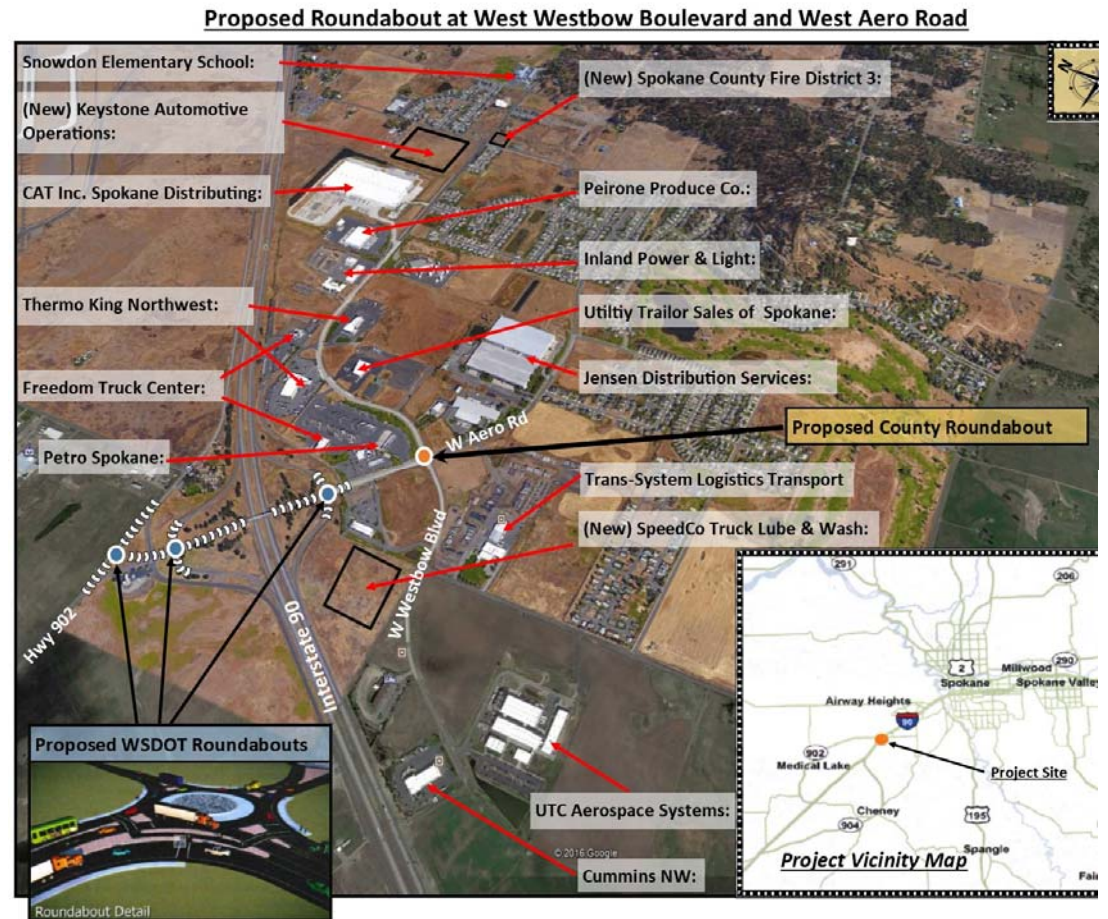 Proposed Roundabout at West Westbow Boulevard and West Aero Road
Snowdon Elementary School:
(New) Spokane County Fire District 3:
(New) Keystone Automotive
Operations:
CAT Inc. Spokane Distributing:
Peirone Produce Co.:
Inland Power & Light:
Thermo King Northwest:
Utiltiy Trailor Sales of Spokane:
Freedom Truck Center:
Jensen Distribution Services:
W Aero Rd
Proposed County Roundabout
Petro Spokane:
Trans-System Logistics Transport
(New) SpeedCo Truck Lube & Wash:
W Westbow Blvd
Hwy 902
Interstate 90
Proposed WSDOT Roundabouts
Roundabout Detail
UTC Aerospace Systems:
Cummins NW:
© 2016 Google
291
206
2
Millwood
290
Spokane
Spokane Valley
Airway Heights
90
902
Medical Lake
Project Site
Cheney
904
195
Spangle
Project Vicinity Map
Fai